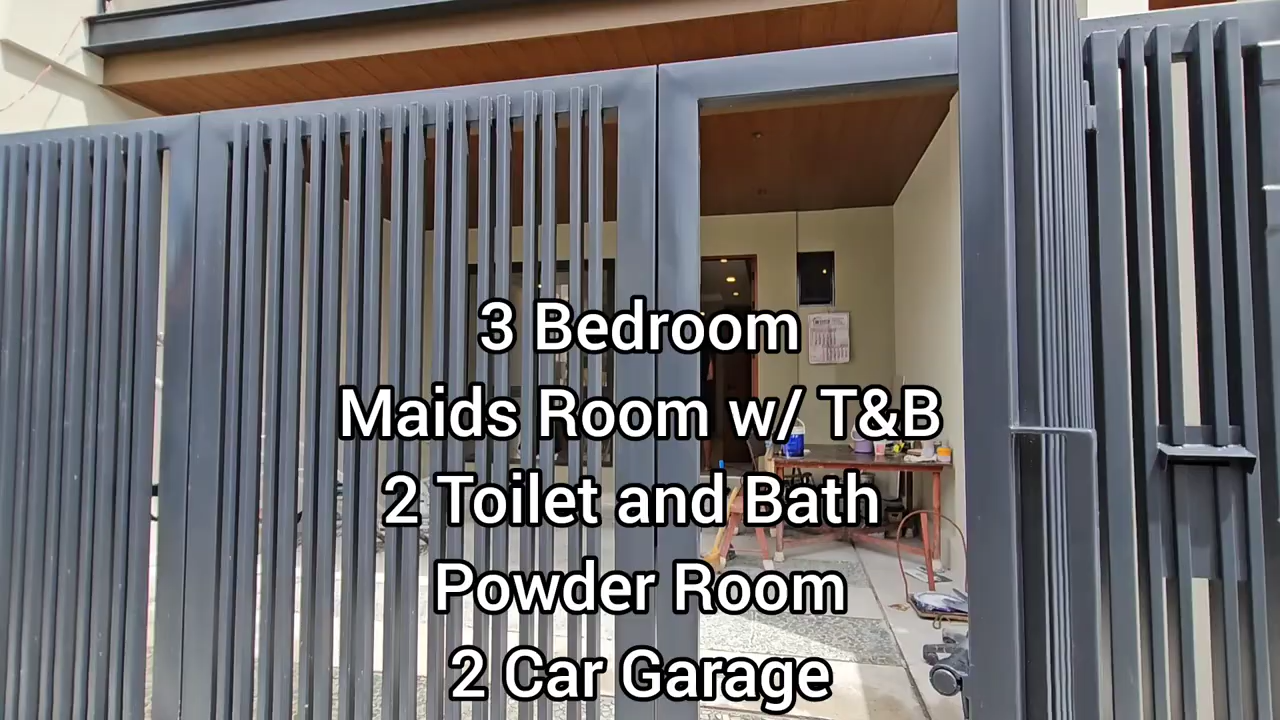 3 Bedroom
Maids Room w/ T&B
2 Toilet and Bath
Powder Room
2 Car Garage